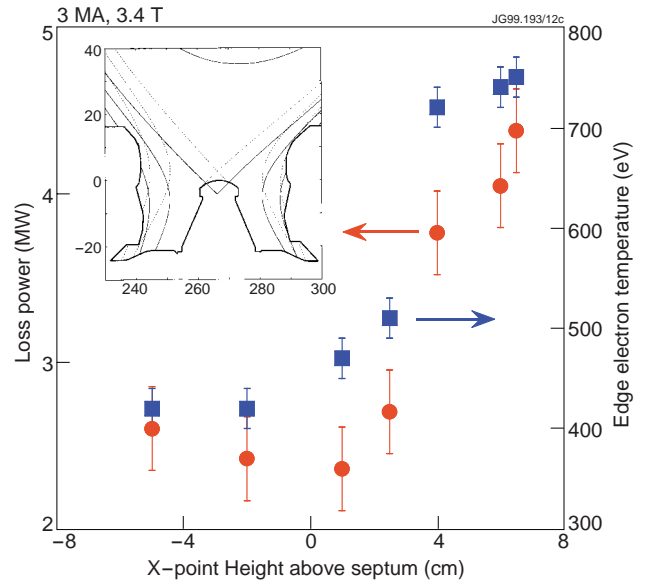 3 MA, 3.4 T
JG99.193/12c
5
4
3
2
Loss power (MW)
40
20
0
−20
240 260 280 300
800
700
600
500
400
300
Edge electron temperature (eV)
−8 −4 0 4 8
X−point Height above septum (cm)